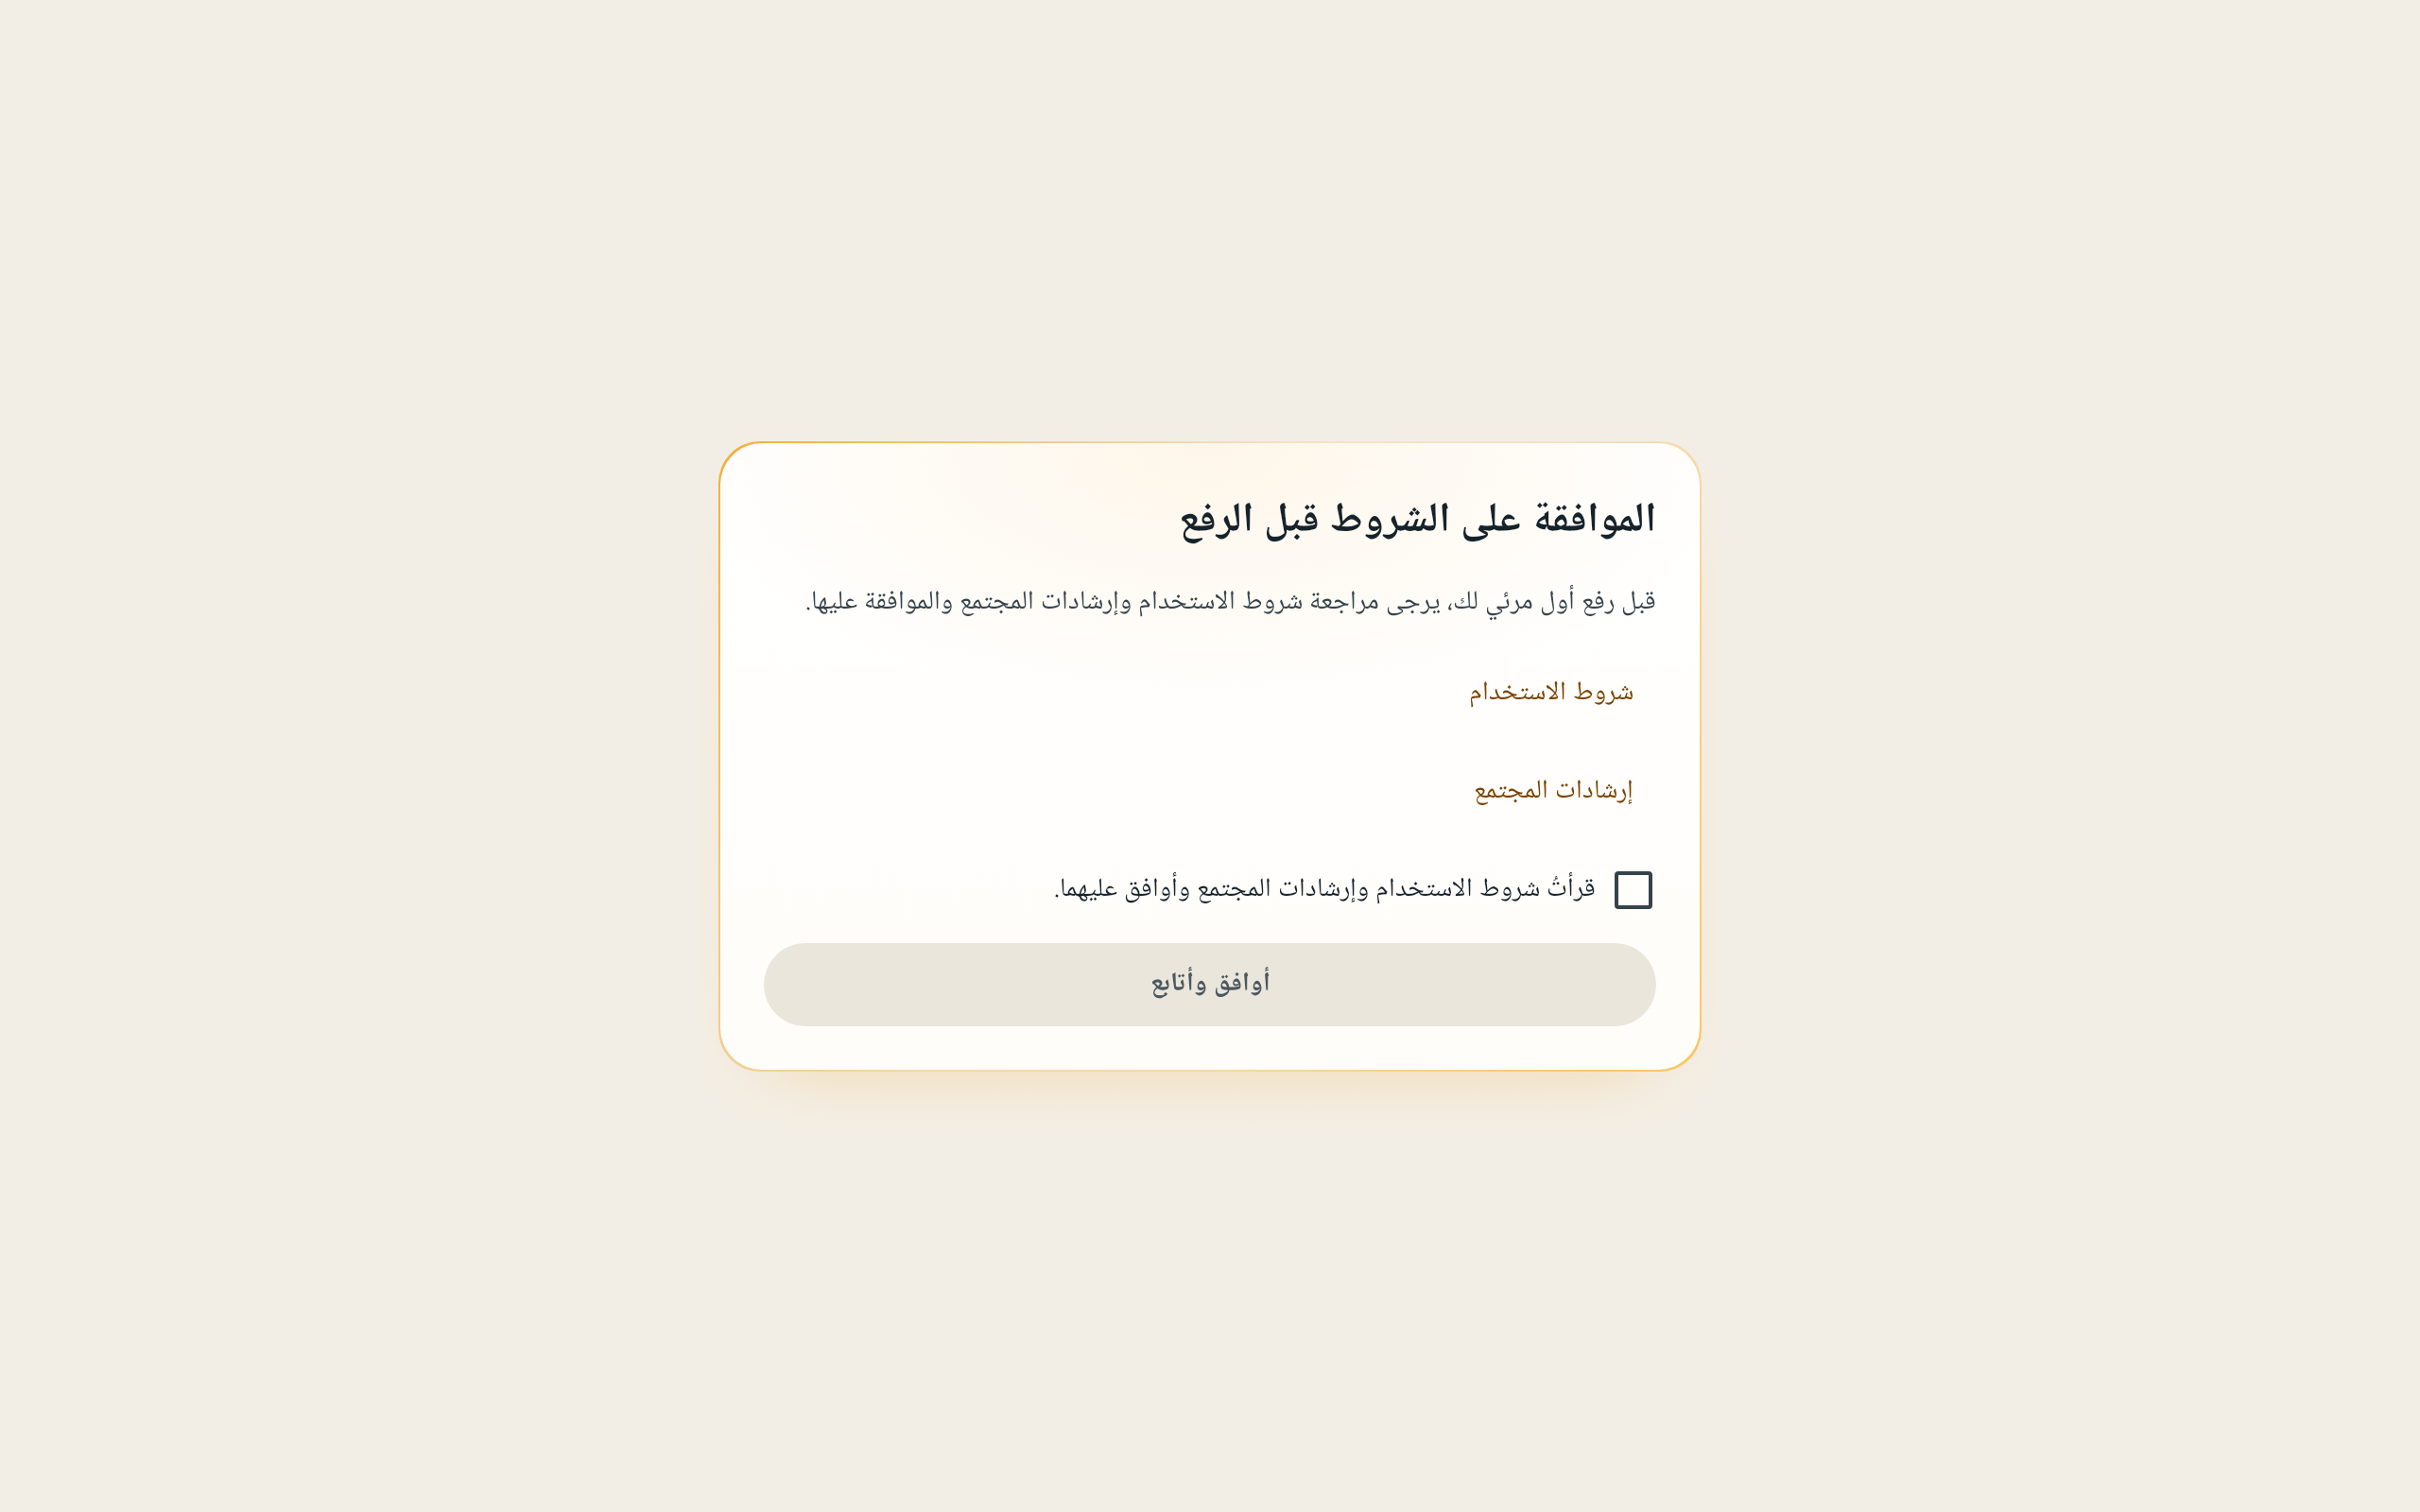 الموافقة على الشروط قبل الرفع
قبل رفع أول مرئي لك، يرجى مراجعة شروط الاستخدام وإرشادات المجتمع والموافقة عليها.
شروط الاستخدام
إرشادات المجتمع
قرأتُ شروط الاستخدام وإرشادات المجتمع وأوافق عليهما.
أوافق وأتابع